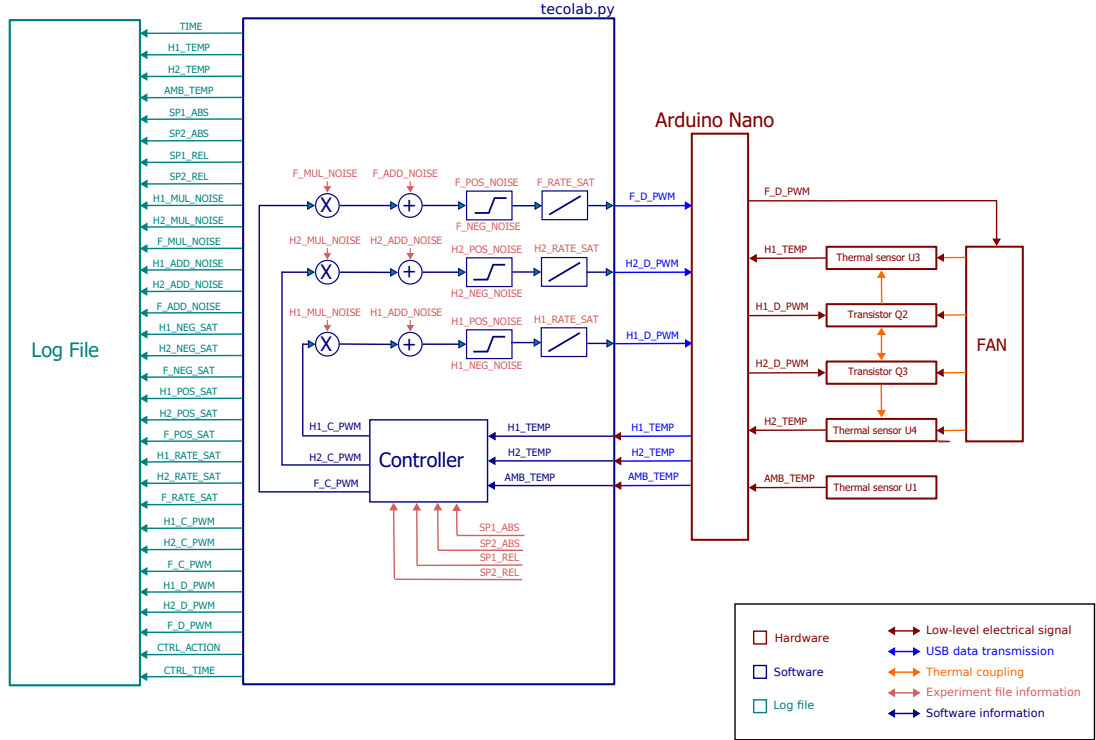 tecolab.py
TIME
H1_TEMP
H2_TEMP
AMB_TEMP
SP1_ABS
SP2_ABS
SP1_REL
SP2_REL
H1_MUL_NOISE
H2_MUL_NOISE
F_MUL_NOISE
H1_ADD_NOISE
H2_ADD_NOISE
F_ADD_NOISE
H1_NEG_SAT
H2_NEG_SAT
F_NEG_SAT
H1_POS_SAT
H2_POS_SAT
F_POS_SAT
H1_RATE_SAT
H2_RATE_SAT
F_RATE_SAT
H1_C_PWM
H2_C_PWM
F_C_PWM
H1_D_PWM
H2_D_PWM
F_D_PWM
CTRL_ACTION
CTRL_TIME
Log File
F_MUL_NOISE
F_ADD_NOISE
F_POS_NOISE
F_RATE_SAT
X
+
F_NEG_NOISE
F_D_PWM
H2_MUL_NOISE
H2_ADD_NOISE
H2_POS_NOISE
H2_RATE_SAT
X
+
H2_NEG_NOISE
H2_D_PWM
H1_MUL_NOISE
H1_ADD_NOISE
H1_POS_NOISE
H1_RATE_SAT
X
+
H1_NEG_NOISE
H1_D_PWM
H1_C_PWM
H2_C_PWM
F_C_PWM
Controller
H1_TEMP
H2_TEMP
AMB_TEMP
H1_TEMP
H2_TEMP
AMB_TEMP
SP1_ABS
SP2_ABS
SP1_REL
SP2_REL
Arduino Nano
F_D_PWM
H1_TEMP
H1_D_PWM
H2_D_PWM
H2_TEMP
AMB_TEMP
Thermal sensor U3
Transistor Q2
Transistor Q3
Thermal sensor U4
Thermal sensor U1
FAN
Hardware
Software
Log file
Low-level electrical signal
USB data transmission
Thermal coupling
Experiment file information
Software information